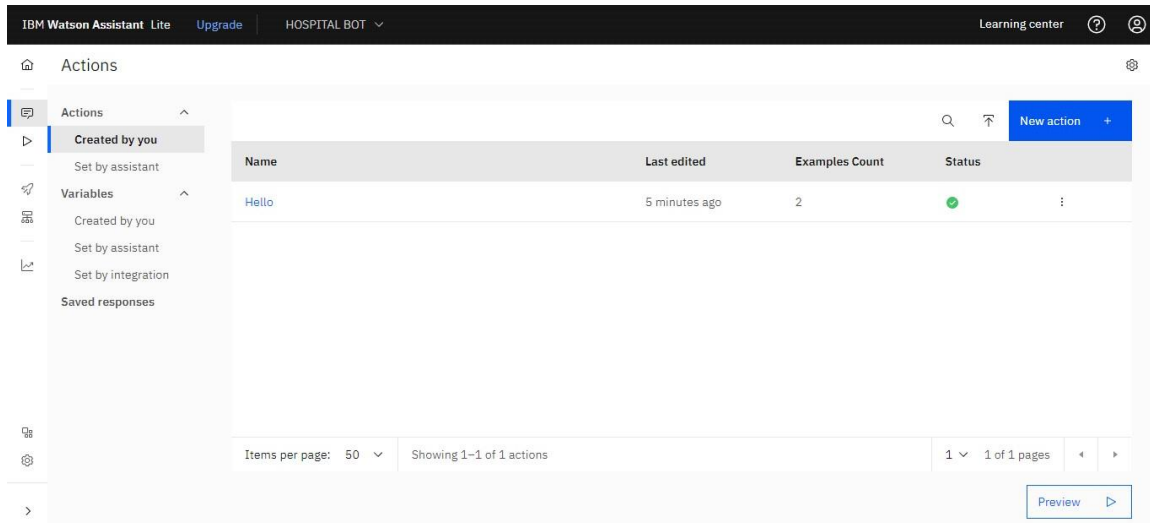 IBM Watson Assistant Lite Upgrade HOSPITAL BOT Learning center
Actions
Actions
Created by you
Set by assistant
Variables
Created by you
Set by assistant
Set by integration
Saved responses
New action +
Name Last edited Examples Count Status
Hello 5 minutes ago 2
Items per page: 50 Showing 1–1 of 1 actions 1 1 of 1 pages
Preview